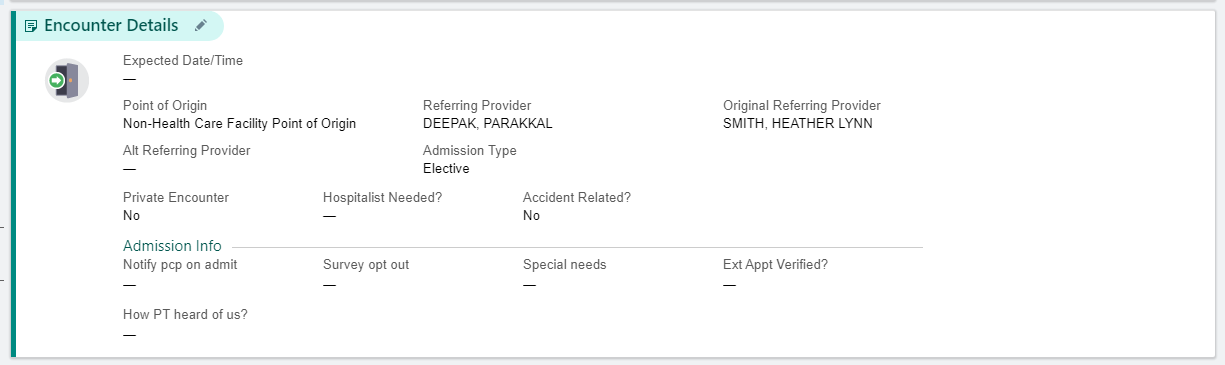 Encounter Details
Expected Date/Time
—
Point of Origin Referring Provider Original Referring Provider
Non-Health Care Facility Point of Origin DEEPAK, PARAKKAL SMITH, HEATHER LYNN
Alt Referring Provider Admission Type
— Elective
Private Encounter Hospitalist Needed? Accident Related?
No — No
Admission Info
Notify pcp on admit Survey opt out Special needs Ext Appt Verified?
— — — —
How PT heard of us?
—